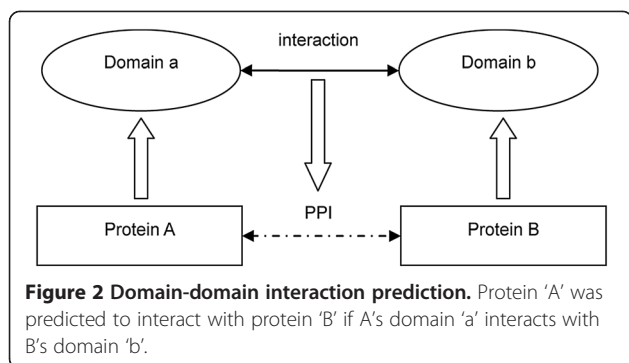 interaction
Domain a
Domain b
PPI
Protein A
Protein B
Figure 2 Domain-domain interaction prediction. Protein ‘A’ was
predicted to interact with protein ‘B’ if A’s domain ‘a’ interacts with
B’s domain ‘b’.